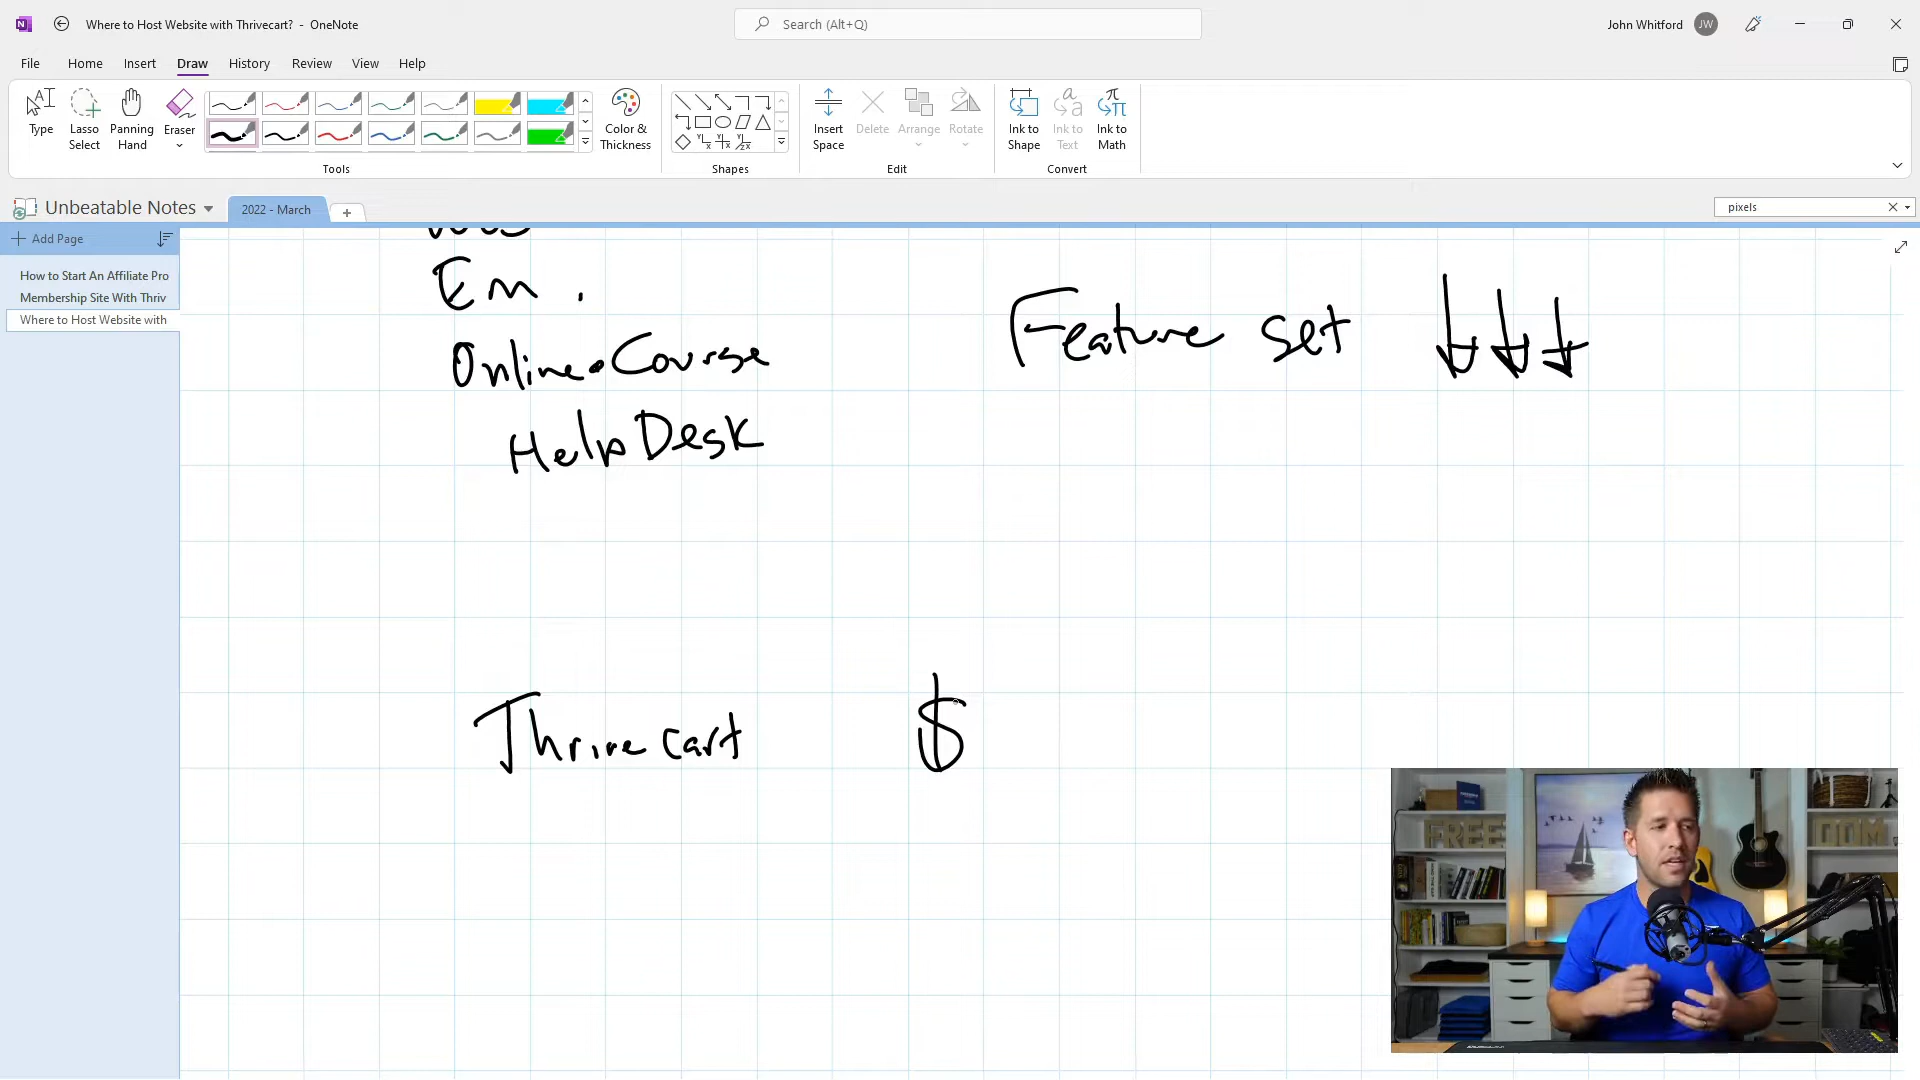 Where to Host Website with Thrivecart? - OneNote
Search (Alt+Q)
John Whitford
JW
File Home Insert Draw History Review View Help
Type
Lasso Select
Panning Hand
Eraser
Color & Thickness
Insert Space
Delete
Arrange
Rotate
Ink to Shape
Ink to Text
Ink to Math
Tools
Shapes
Edit
Convert
Unbeatable Notes
2022 - March
pixels
Add Page
How to Start An Affiliate Pro
Membership Site With Thriv
Where to Host Website with
Em.
Feature set
Online Course
Help Desk
Thrive cart $
FREE DOM